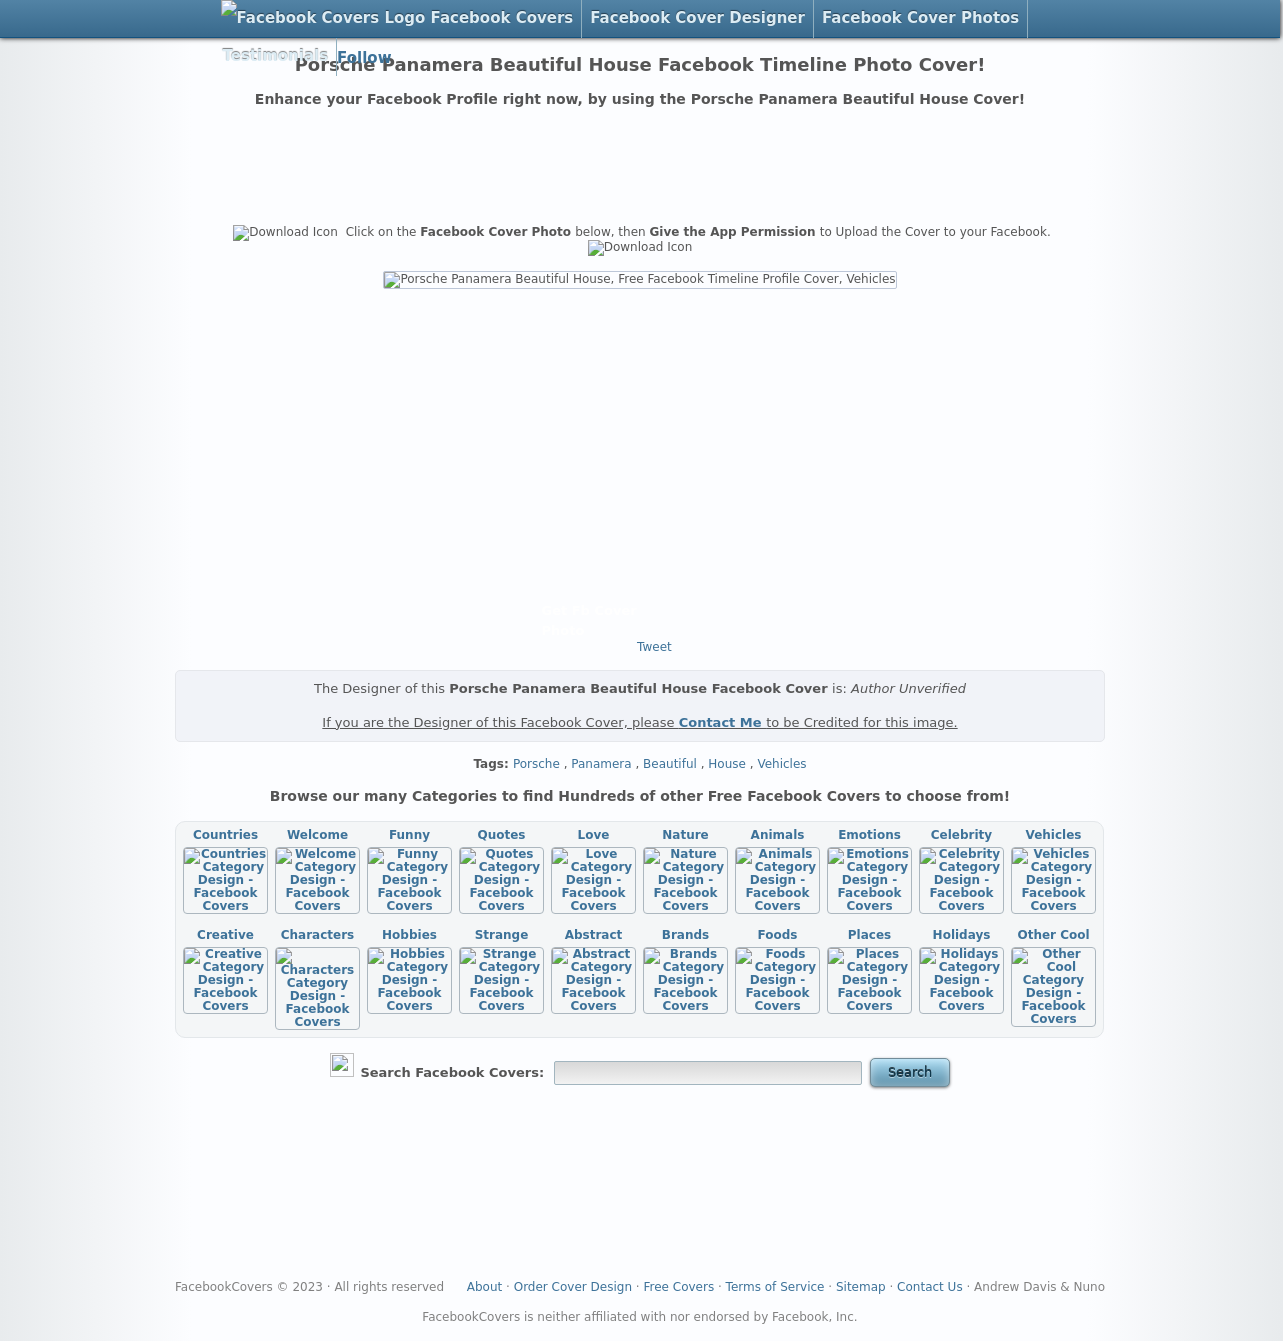 Facebook Covers Logo Facebook Covers
Facebook Cover Designer
Facebook Cover Photos
Testimonials
Follow
Porsche Panamera Beautiful House Facebook Timeline Photo Cover!
Enhance your Facebook Profile right now, by using the Porsche Panamera Beautiful House Cover!
Download Icon Click on the Facebook Cover Photo below, then Give the App Permission to Upload the Cover to your Facebook.
Download Icon
Porsche Panamera Beautiful House, Free Facebook Timeline Profile Cover, Vehicles
Tweet
The Designer of this Porsche Panamera Beautiful House Facebook Cover is: Author Unverified
If you are the Designer of this Facebook Cover, please Contact Me to be Credited for this image.
Tags: Porsche , Panamera , Beautiful , House , Vehicles
Browse our many Categories to find Hundreds of other Free Facebook Covers to choose from!
Countries Welcome Funny Quotes Love Nature Animals Emotions Celebrity Vehicles
Countries Welcome Funny Quotes Love Nature Animals Emotions Celebrity Vehicles
Category Category Category Category Category Category Category Category Category Category
Design - Design - Design - Design - Design - Design - Design - Design - Design - Design -
Facebook Facebook Facebook Facebook Facebook Facebook Facebook Facebook Facebook Facebook
Covers Covers Covers Covers Covers Covers Covers Covers Covers Covers
Creative Characters Hobbies Strange Abstract Brands Foods Places Holidays Other Cool
Creative
Category
Design -
Facebook
Covers
Characters
Category
Design -
Facebook
Covers
Hobbies
Category
Design -
Facebook
Covers
Strange
Category
Design -
Facebook
Covers
Abstract
Category
Design -
Facebook
Covers
Brands
Category
Design -
Facebook
Covers
Foods
Category
Design -
Facebook
Covers
Places
Category
Design -
Facebook
Covers
Holidays
Category
Design -
Facebook
Covers
Other
Cool
Category
Design -
Facebook
Covers
Search Facebook Covers:
Search
FacebookCovers © 2023 · All rights reserved
About · Order Cover Design · Free Covers · Terms of Service · Sitemap · Contact Us · Andrew Davis & Nuno
FacebookCovers is neither affiliated with nor endorsed by Facebook, Inc.